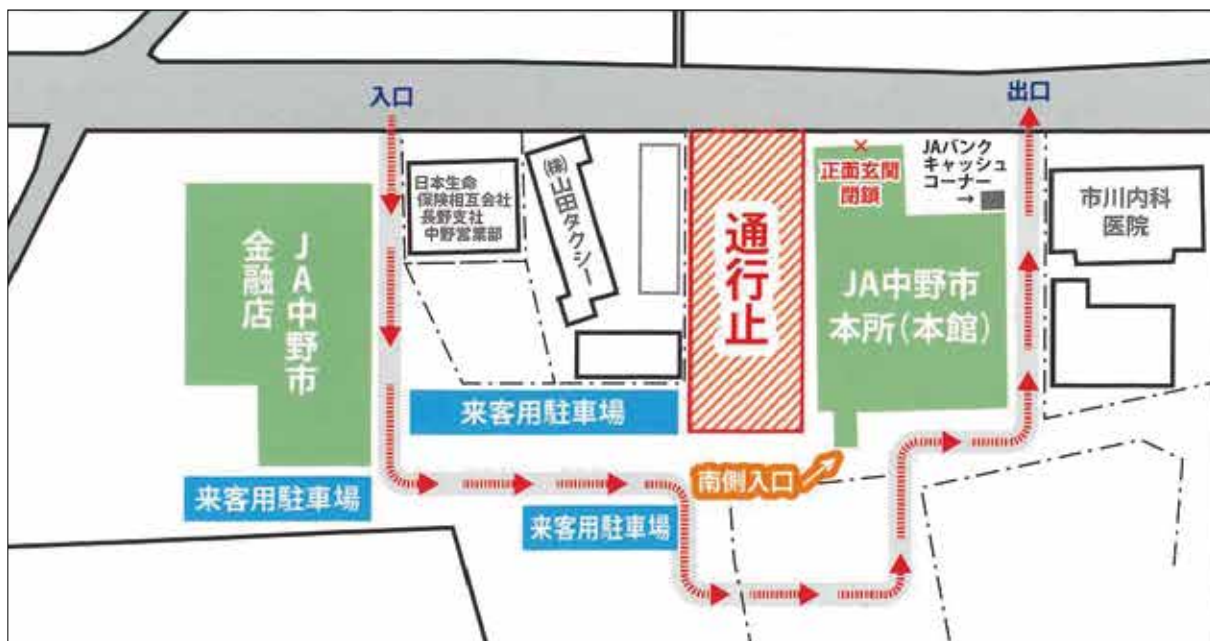 入口
出口
日本生命
保険相互会社
長野支社
中野営業部
㈱山田タクシー
通行止
×
正面玄関
閉鎖
JAバンク
キャッシュ
コーナー
→
市川内科
医院
JA中野市
金融店
JA中野市
本所(本館)
来客用駐車場
南側入口
来客用駐車場
来客用駐車場